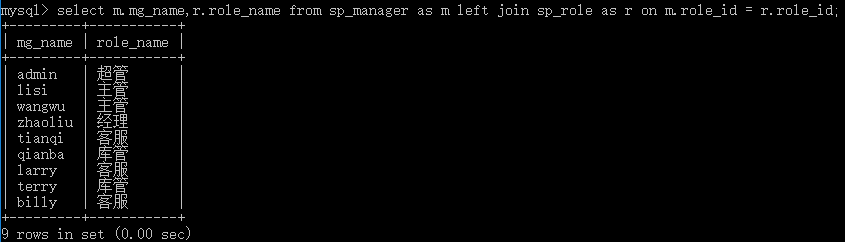 mysql> select m.mg_name,r.role_name from sp_manager as m left join sp_role as r on m.role_id = r.role_id;
+---------+-----------+
| mg_name | role_name |
+---------+-----------+
| admin | 超管 |
| lisi | 主管 |
| wangwu | 主管 |
| zhaoliu | 经理 |
| tianqi | 客服 |
| qianba | 库管 |
| larry | 客服 |
| terry | 库管 |
| billy | 客服 |
+---------+-----------+
9 rows in set (0.00 sec)